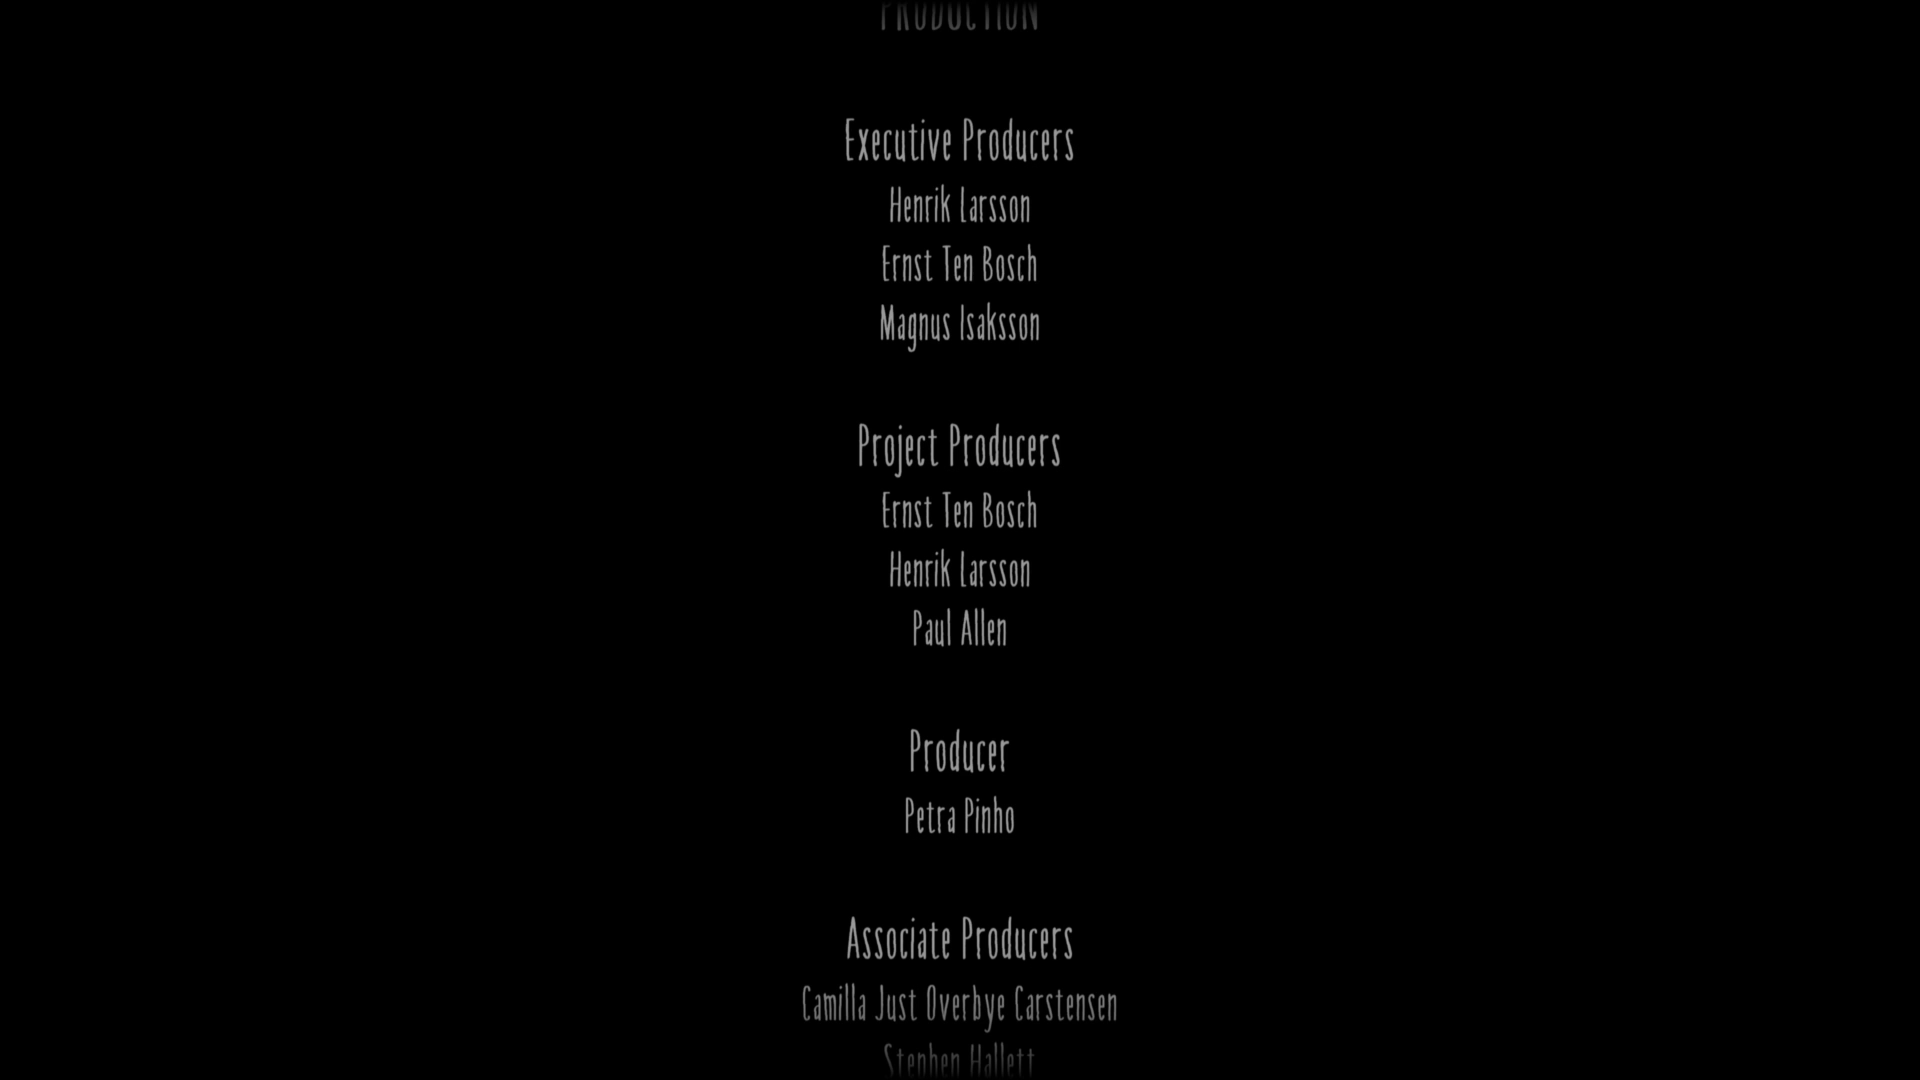 PRODUCTION
Executive Producers
Henrik Larsson
Ernst Ten Bosch
Magnus Isaksson
Project Producers
Ernst Ten Bosch
Henrik Larsson
Paul Allen
Producer
Petra Pinho
Associate Producers
Camilla Just Overbye Carstensen
Stephen Hallett